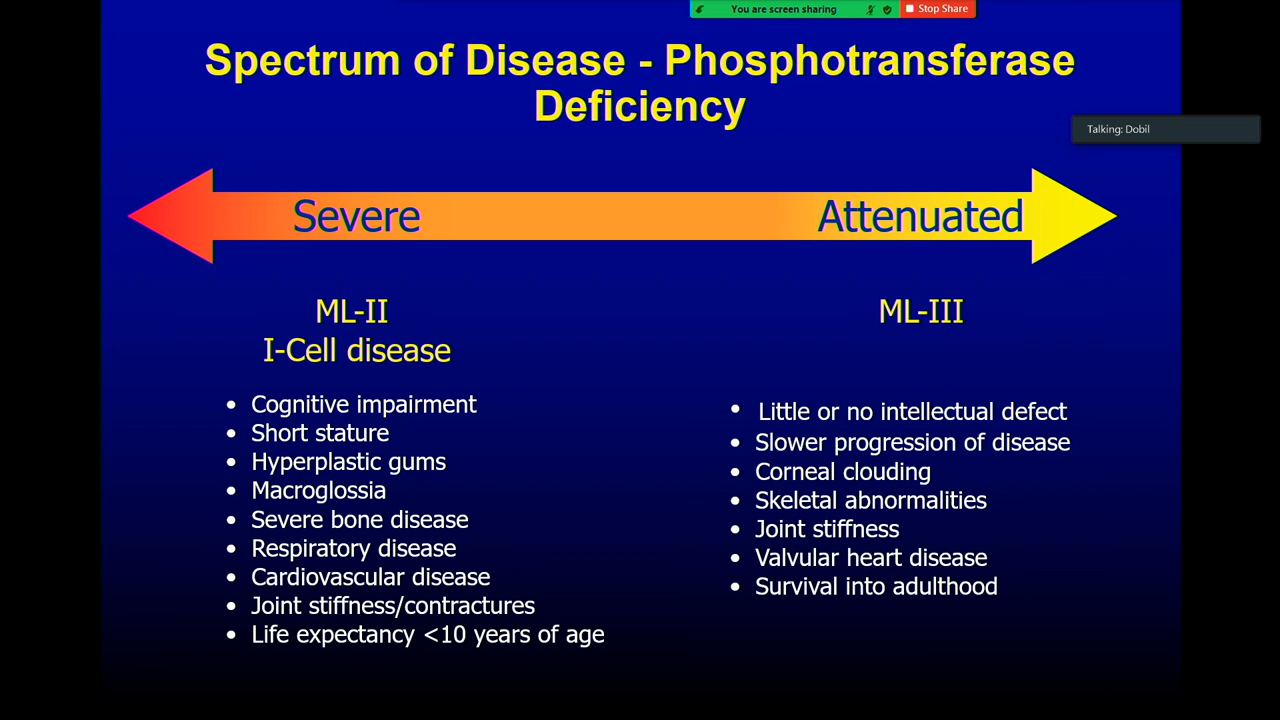 You are screen sharing
Stop Share
Spectrum of Disease - Phosphotransferase
Deficiency
Talking: Dobil
Severe
Attenuated
ML-II
I-Cell disease
• Cognitive impairment
• Short stature
• Hyperplastic gums
• Macroglossia
• Severe bone disease
• Respiratory disease
• Cardiovascular disease
• Joint stiffness/contractures
• Life expectancy <10 years of age
ML-III
• Little or no intellectual defect
• Slower progression of disease
• Corneal clouding
• Skeletal abnormalities
• Joint stiffness
• Valvular heart disease
• Survival into adulthood